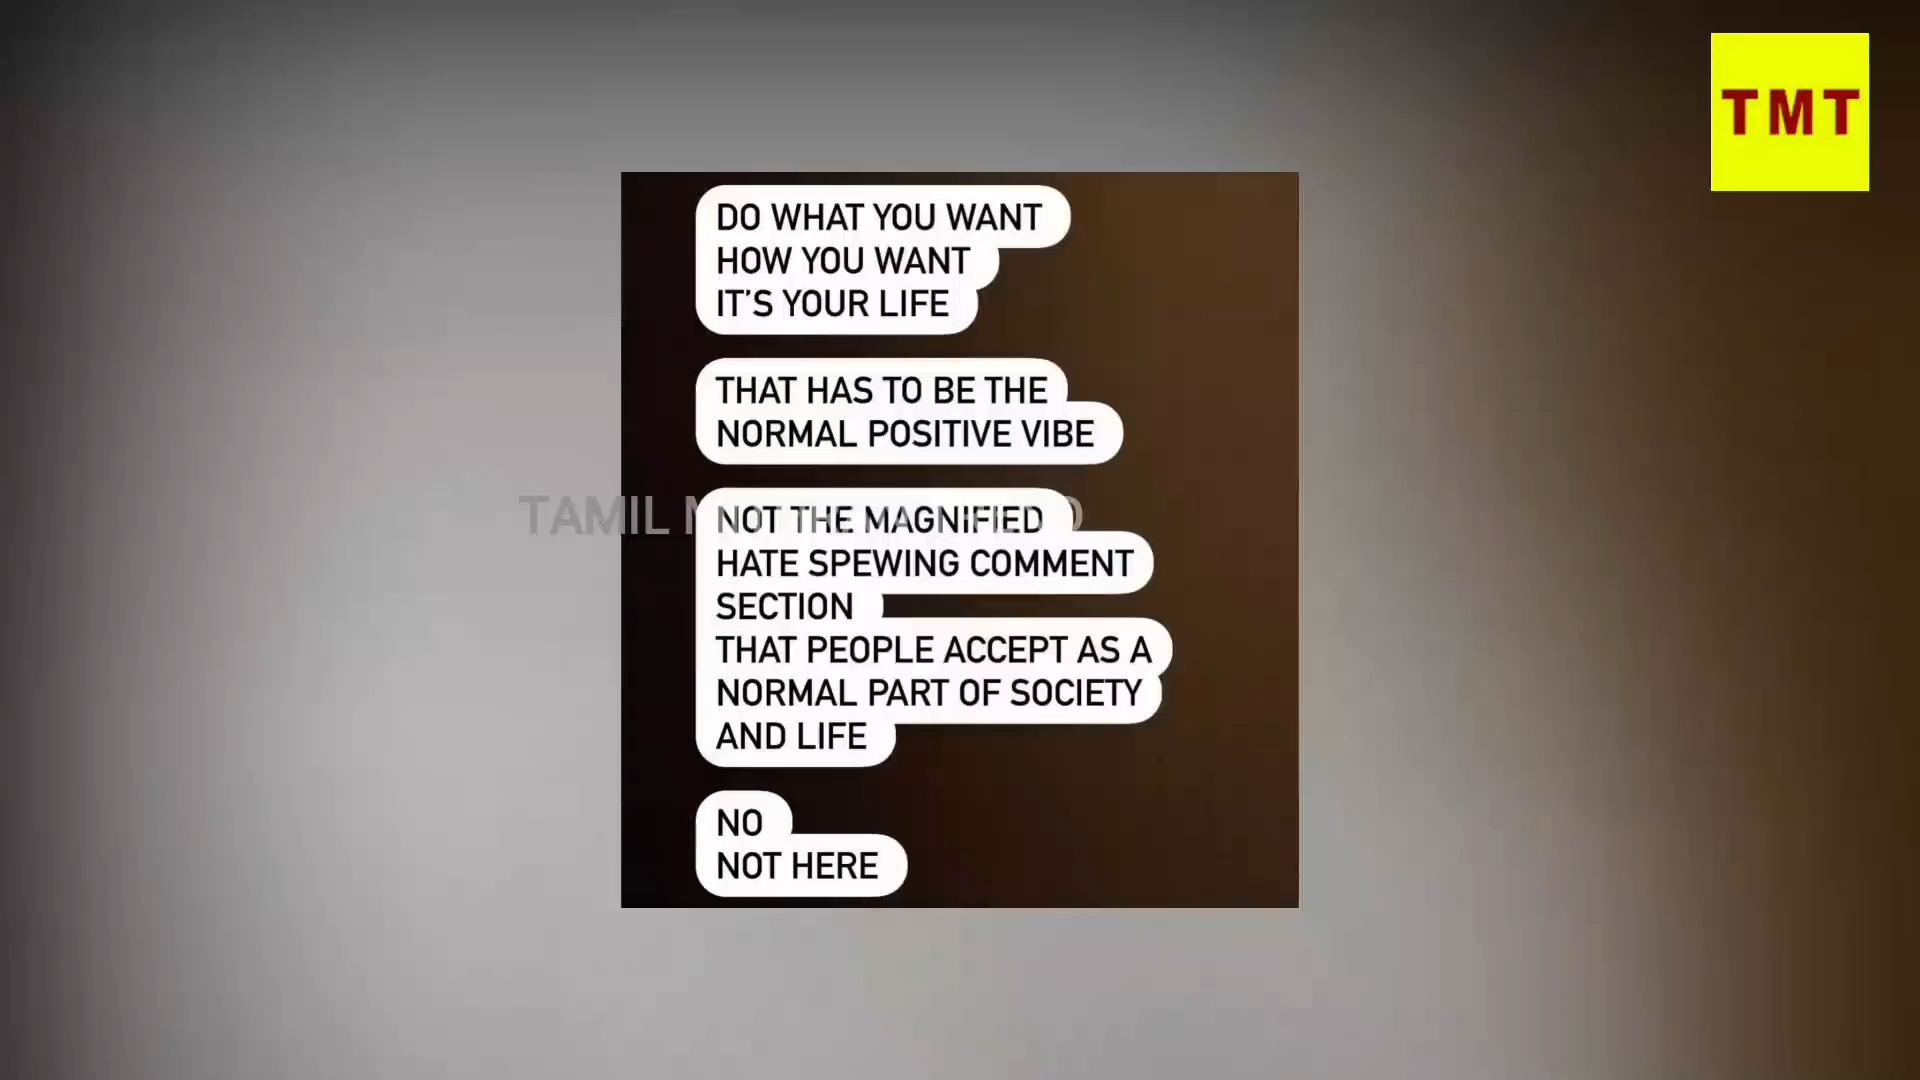 TMT
DO WHAT YOU WANT
HOW YOU WANT
IT'S YOUR LIFE
THAT HAS TO BE THE
NORMAL POSITIVE VIBE
TAMIL
NOT THE MAGNIFIED
HATE SPEWING COMMENT
SECTION
THAT PEOPLE ACCEPT AS A
NORMAL PART OF SOCIETY
AND LIFE
NO
NOT HERE